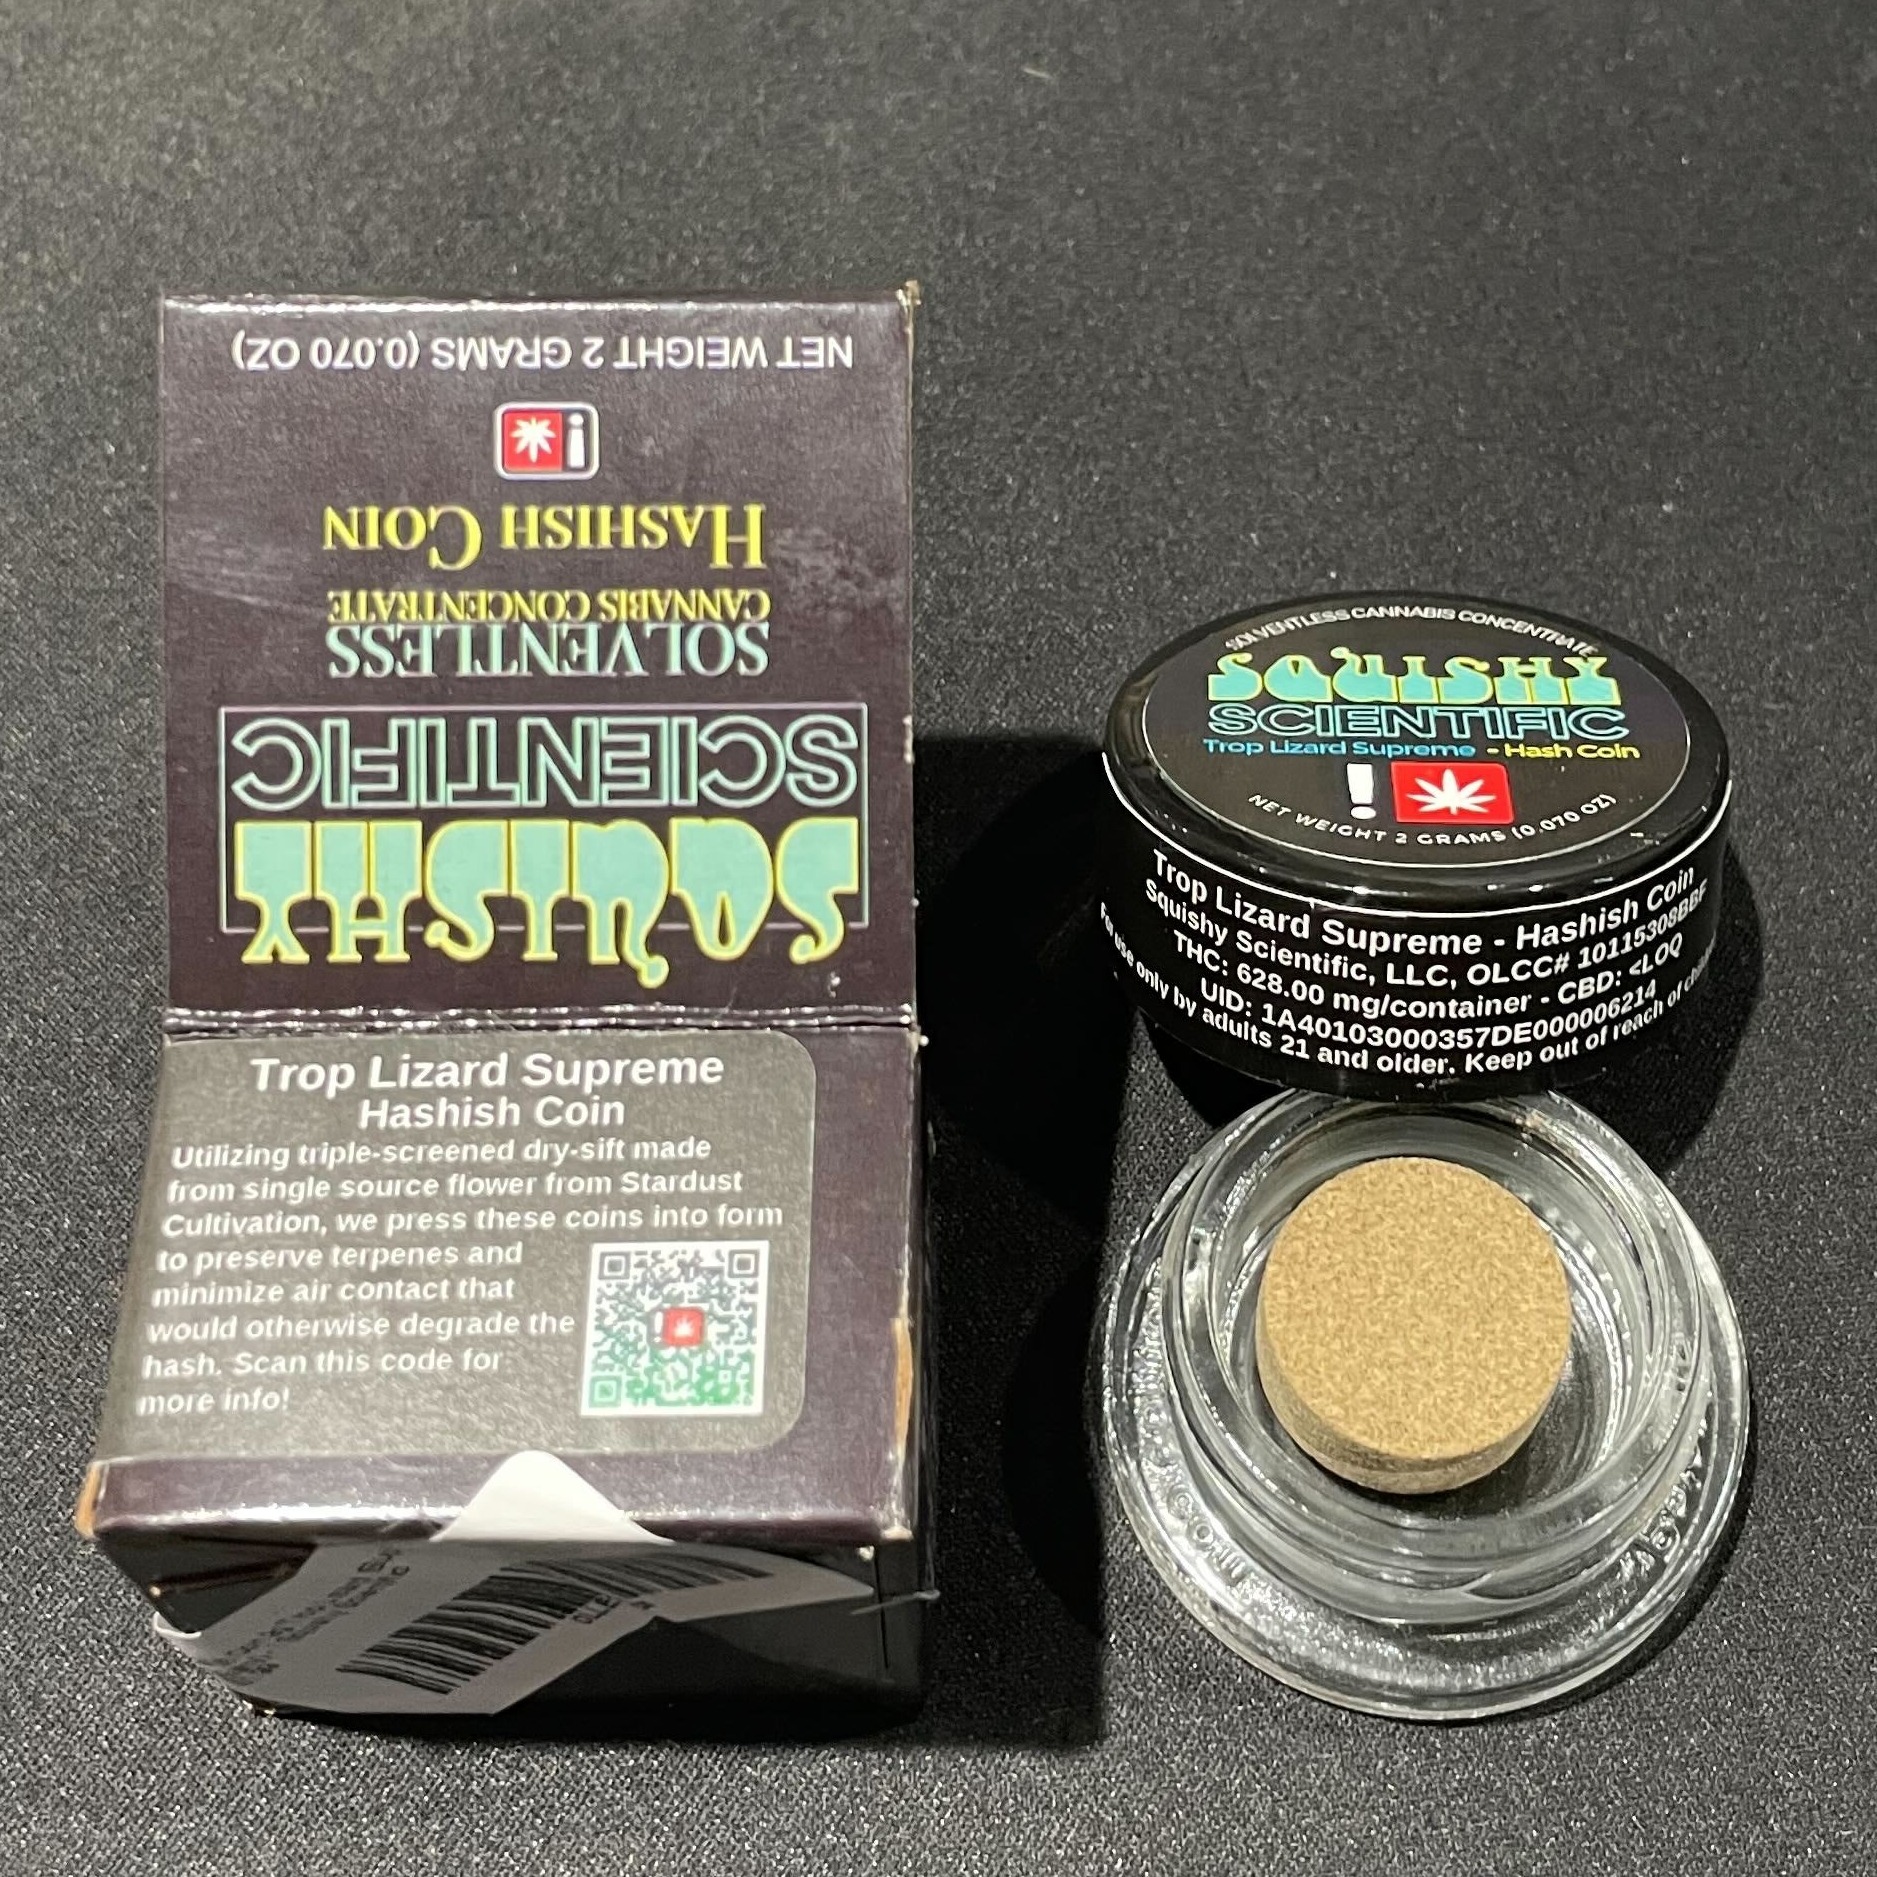 SQUISHY
SCIENTIFIC
SOLVENTLESS
CANNABIS CONCENTRATE
HASHISH COIN
NET WEIGHT 2 GRAMS (0.070 OZ)
Trop Lizard Supreme
Hashish Coin
Utilizing triple-screened dry-sift made
from single source flower from Stardust
Cultivation, we press these coins into form
to preserve terpenes and
minimize air contact that
would otherwise degrade the
hash. Scan this code for
more info!
SOLVENTLESS CANNABIS CONCENTRATE
SQUISHY
SCIENTIFIC
Trop Lizard Supreme - Hash Coin
NET WEIGHT 2 GRAMS (0.070 OZ)
Trop Lizard Supreme - Hashish Coin
Squishy Scientific, LLC, OLCC# 10115308BBF
THC: 628.00 mg/container - CBD: <LOQ
UID: 1A40103000357DE000006214
For use only by adults 21 and older. Keep out of reach of